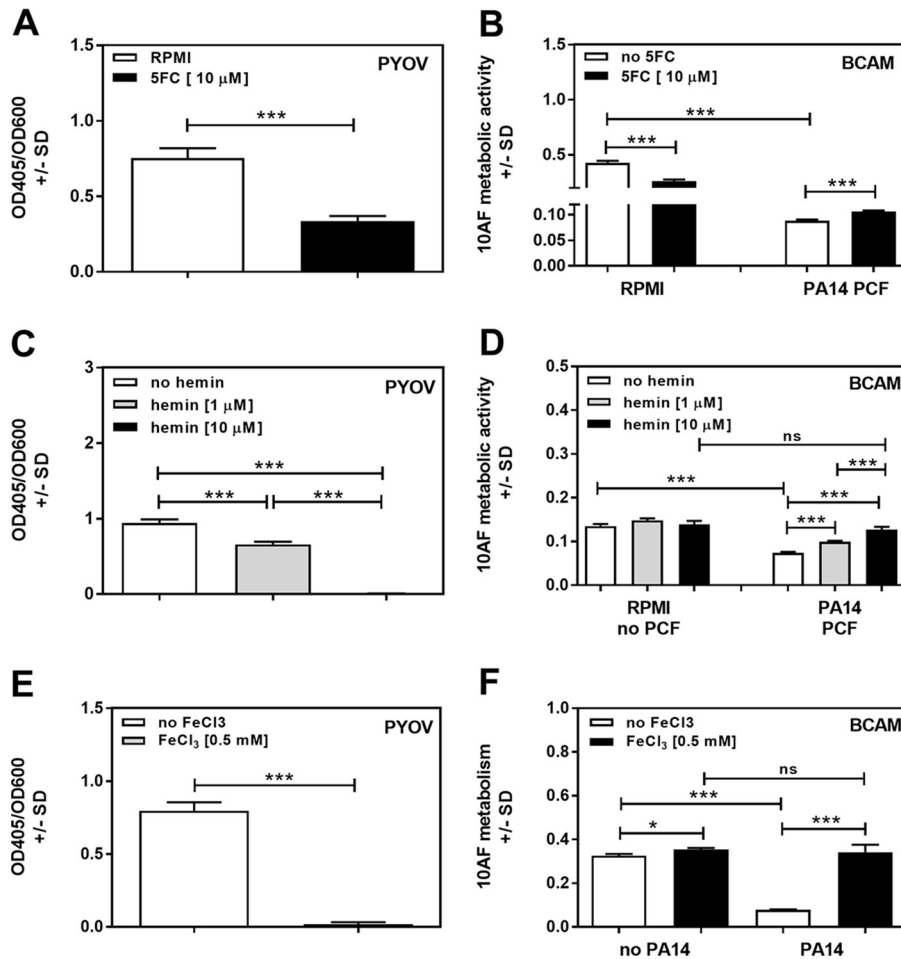 A
OD405/OD600
+/- SD
1.5
1.0
0.5
0.0
RPMI
5FC [ 10 μM]
PYOV
***
B
10AF metabolic activity
+/- SD
1.5
1.0
0.5
0.10
0.05
0.00
no 5FC
5FC [ 10 μM]
BCAM
***
***
***
RPMI
PA14 PCF
C
OD405/OD600
+/- SD
3
2
1
0
no hemin
hemin [1 μM]
hemin [10 μM]
PYOV
***
***
***
D
10AF metabolic activity
+/- SD
0.5
0.4
0.3
0.2
0.1
0.0
no hemin
hemin [1 μM]
hemin [10 μM]
BCAM
ns
***
***
***
***
RPMI
no PCF
PA14
PCF
E
OD405/OD600
+/- SD
1.5
1.0
0.5
0.0
no FeCl3
FeCl₃ [0.5 mM]
PYOV
***
F
10AF metabolism
+/- SD
1.0
0.8
0.6
0.4
0.2
0.0
no FeCl3
FeCl₃ [0.5 mM]
BCAM
ns
***
*
***
no PA14
PA14